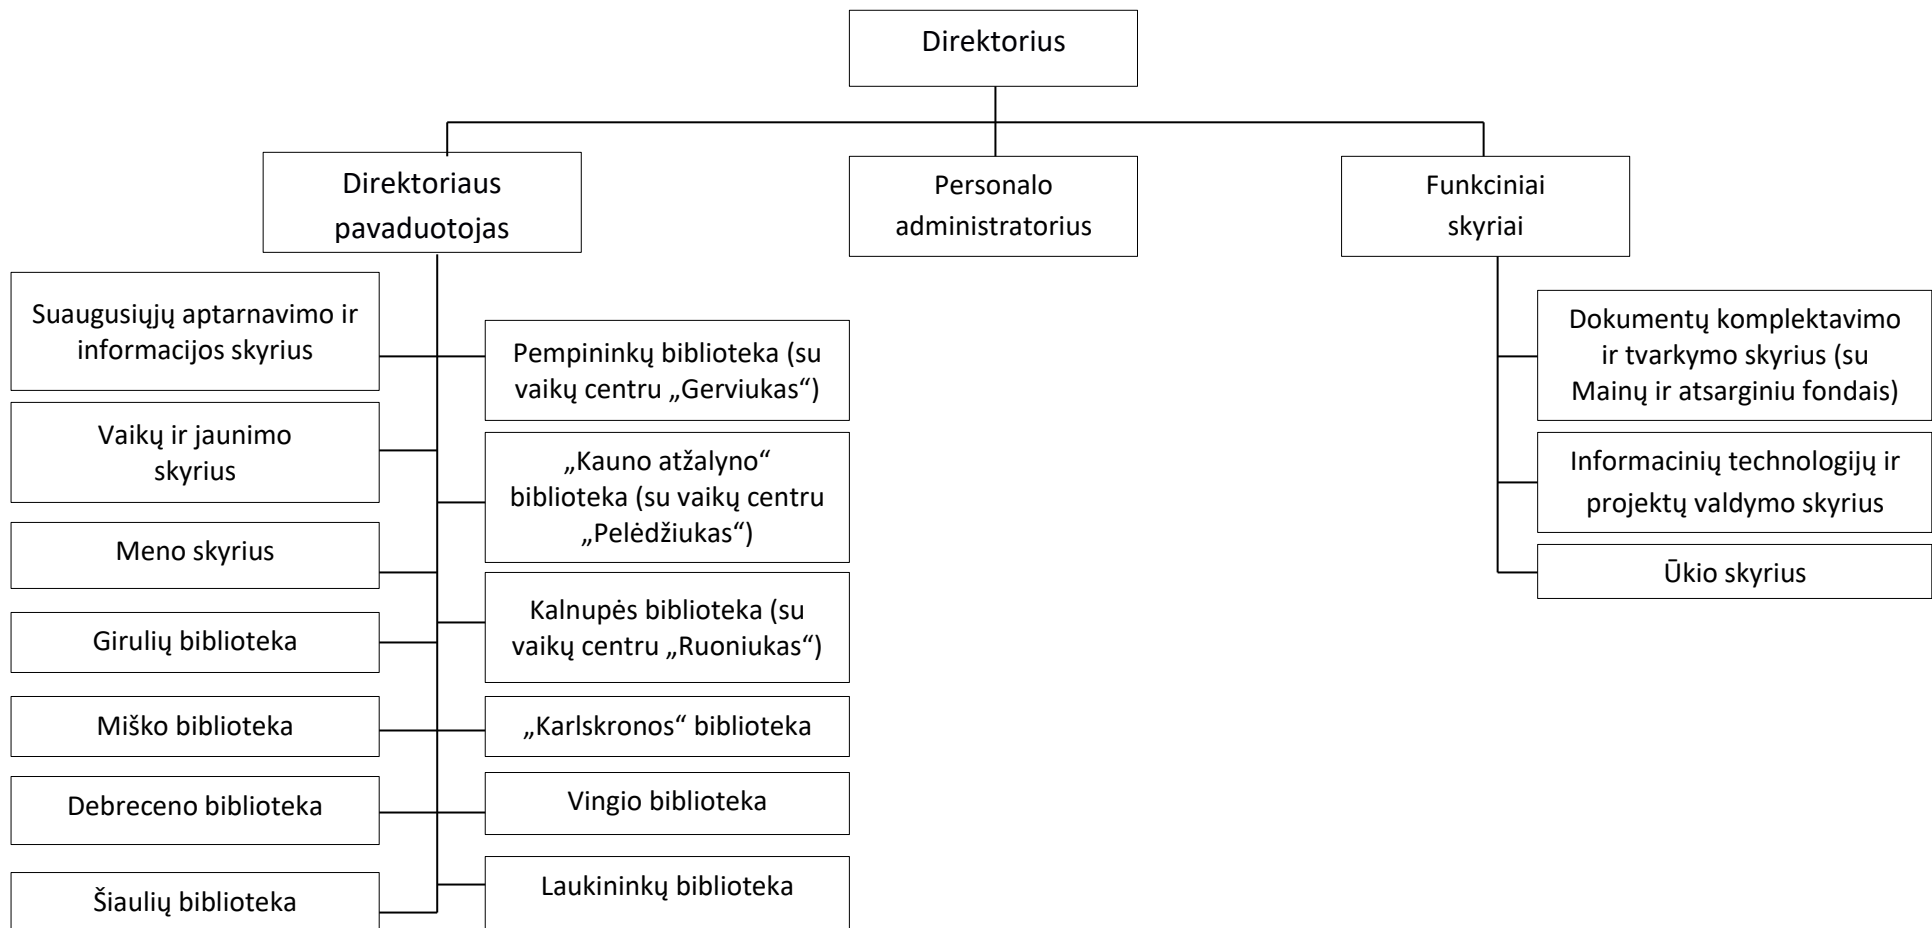 Direktorius
Direktoriaus
pavaduotojas
Personalo
administratorius
Funkciniai
skyriai
Suaugusiųjų aptarnavimo ir
informacijos skyrius
Vaikų ir jaunimo
skyrius
Meno skyrius
Girulių biblioteka
Miško biblioteka
Debreceno biblioteka
Šiaulių biblioteka
Pempininkų biblioteka (su
vaikų centru „Gerviukas“)
„Kauno atžalyno“
biblioteka (su vaikų centru
„Pelėdžiukas“)
Kalnupės biblioteka (su
vaikų centru „Ruoniukas“)
„Karlskronos“ biblioteka
Vingio biblioteka
Laukininkų biblioteka
Dokumentų komplektavimo
ir tvarkymo skyrius (su
Mainų ir atsarginiu fondais)
Informacinių technologijų ir
projektų valdymo skyrius
Ūkio skyrius